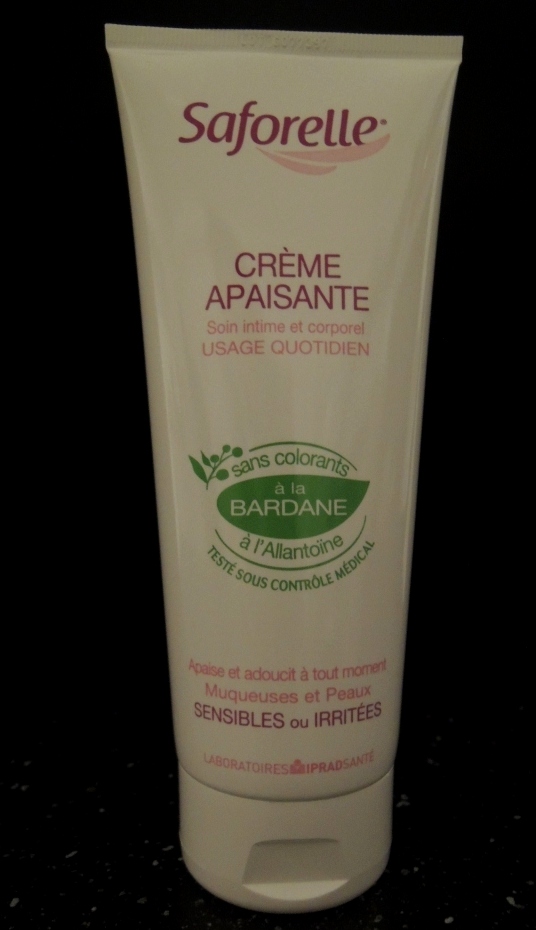 Saforelle
CRÈME
APAISANTE
Soin intime et corporel
USAGE QUOTIDIEN
sans colorants
à la
BARDANE
à l'Allantoïne
TESTÉ SOUS CONTRÔLE MÉDICAL
Apaise et adoucit à tout moment
Muqueuses et Peaux
SENSIBLES ou IRRITÉES
LABORATOIRES IPRADSANTÉ